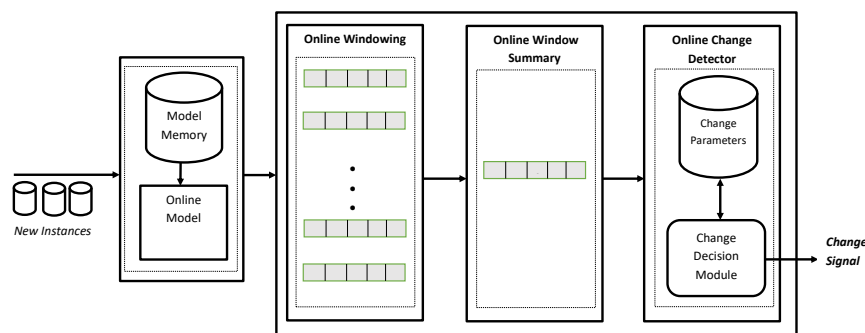 New Instances
Model
Memory
Online
Model
Online Windowing
Online Window
Summary
Online Change
Detector
Change
Parameters
Change
Decision
Module
Change
Signal